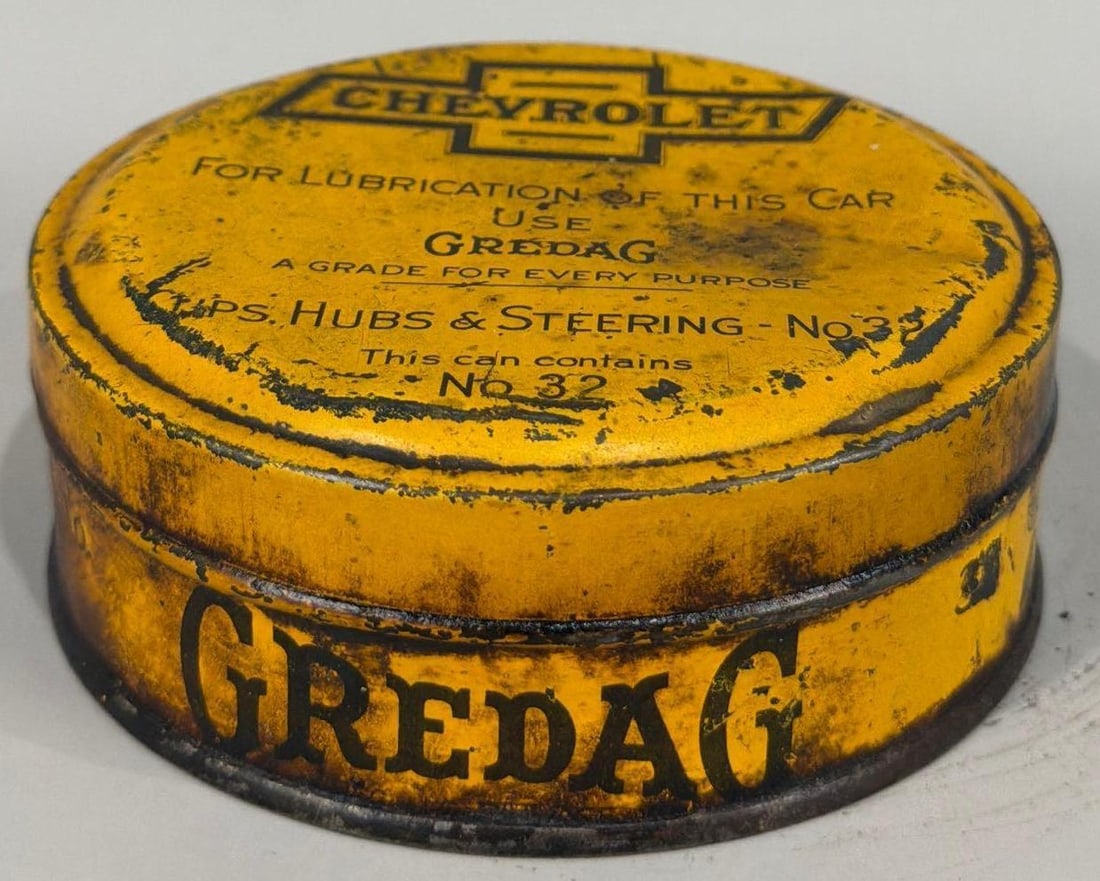 CHEVROLET
FOR LUBRICATION OF THIS CAR
USE
GREDAG
A GRADE FOR EVERY PURPOSE
HUBS & STEERING - No
This can contains
No 32
GREDAG